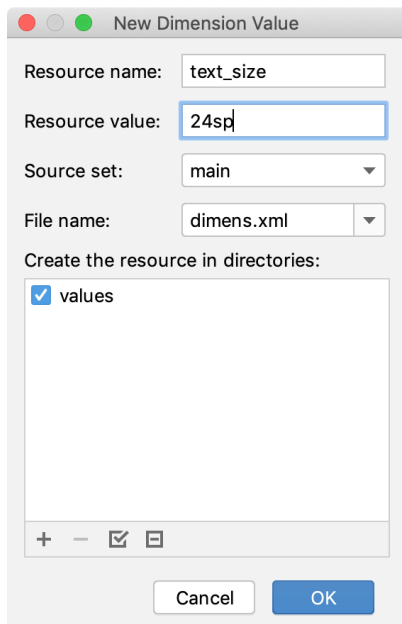 New Dimension Value
Resource name: text_size
Resource value: 24sp
Source set: main
File name: dimens.xml
Create the resource in directories:
values
Cancel OK